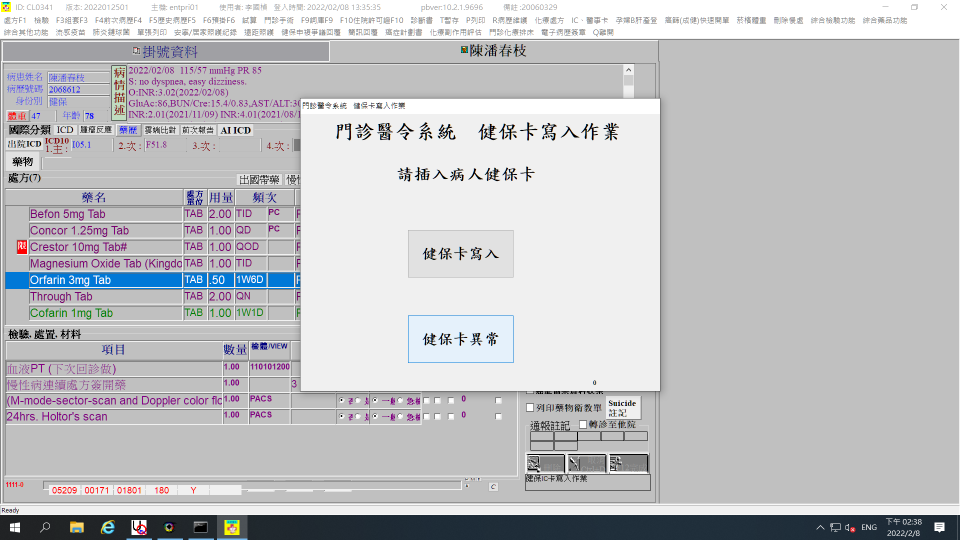 ID: CL0341 版本: 2022012501 主機: entpri01 使用者: 李國楨 登入時間: 2022/02/08 13:35:35 pbver:10.2.1.9696 備註:20060329
處方F1 檢驗 F3組套F3 F4前次病歷F4 F5歷史病歷F5 F6預掛F6 試算 門診手術 F9詞庫F9 F10住院許可證F10 診斷書 T暫存 P列印 R病歷維護 化療處方 IC、醫事卡 孕婦B肝產登 高肺(戒健)快速開單 菸檳篩重 刪除餐處 綜合檢驗功能 綜合藥品功能
綜合其他功能 流感疫苗 肺炎鏈球菌 單張列印 安寧/居家照護紀錄 遠距照護 健保申報爭議回覆 簡訊回覆 癌症計劃書 化療副作用評估 門診化療排床 電子病歷簽章 Q離開
掛號資料 陳潘春枝
病患姓名 陳潘春枝
病歷號碼 2068612
身份別 健保
體重 47 年齡 78
病情描述
2022/02/08 115/57 mmHg PR 85
S: no dyspnea, easy dizziness.
O:INR:3.02(2022/02/08)
GluAc:86,BUN/Cre:15.4/0.83,AST/ALT:30
INR:2.01(2021/11/09) INR:4.01(2021/08/1
國際分類 ICD 腫瘤反應 藥歷 雲端比對 前次報告 AI ICD
出院ICD ICD10 1.主: I05.1 2.次: F51.8 3.次: 4.次:
藥物
處方(7) 出國帶藥 慢
藥名 處方單位 用量 頻次
Befon 5mg Tab TAB 2.00 TID PC
Concor 1.25mg Tab TAB 1.00 QD PC
限 Crestor 10mg Tab# TAB 1.00 QOD
Magnesium Oxide Tab (Kingdo TAB 1.00 TID
Orfarin 3mg Tab TAB .50 1W6D
Through Tab TAB 2.00 QN
Cofarin 1mg Tab TAB 1.00 1W1D
檢驗, 處置, 材料
項目 數量 檢體/VIEW
血液PT (下次回診做) 1.00 110101200
慢性病連續處方簽開藥 1.00 3
(M-mode-sector-scan and Doppler color flo 1.00 PACS 0
24hrs. Holtor's scan 1.00 PACS 0
門診醫令系統 健保卡寫入作業
門診醫令系統 健保卡寫入作業
請插入病人健保卡
健保卡寫入
健保卡異常
0
列印藥物衛教單 Suicide 註記
通報註記 轉診至他院
健保IC卡寫入作業
1111-0 05209 00171 01801 180 Y C
Ready
ENG 下午 02:38
2022/2/8